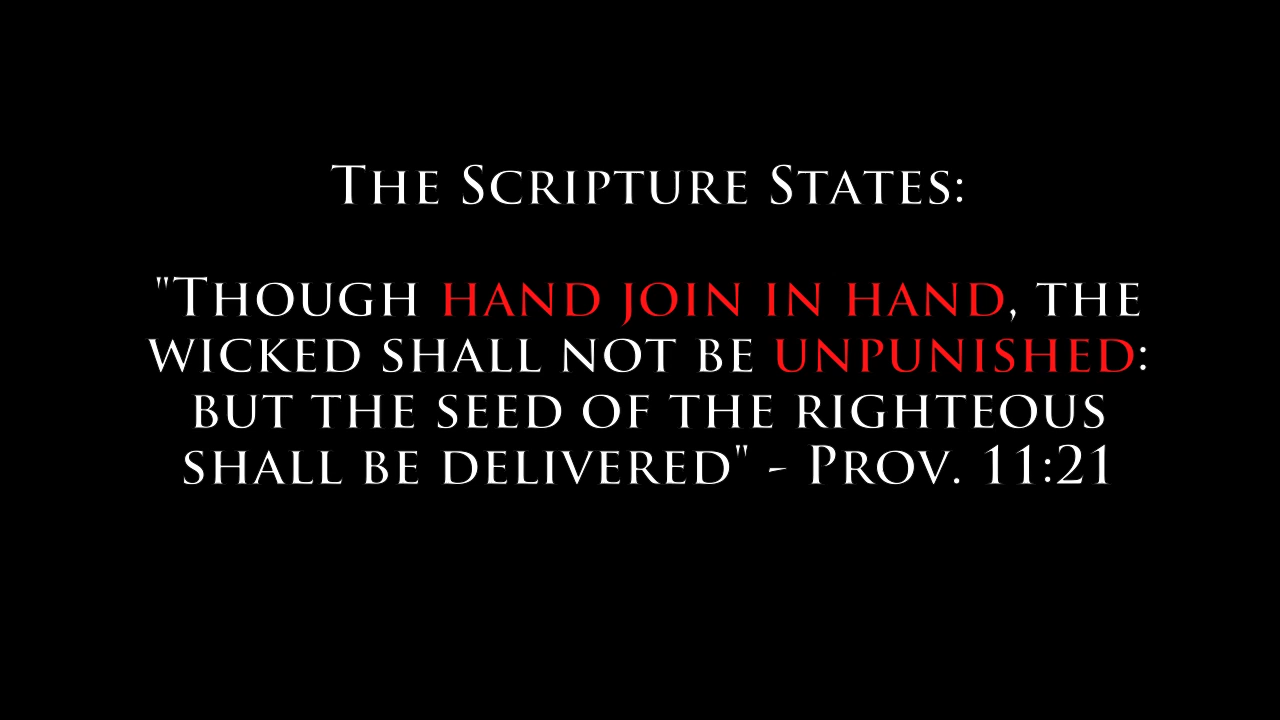 The Scripture States:
"Though hand join in hand, the
wicked shall not be unpunished:
but the seed of the righteous
shall be delivered" - Prov. 11:21